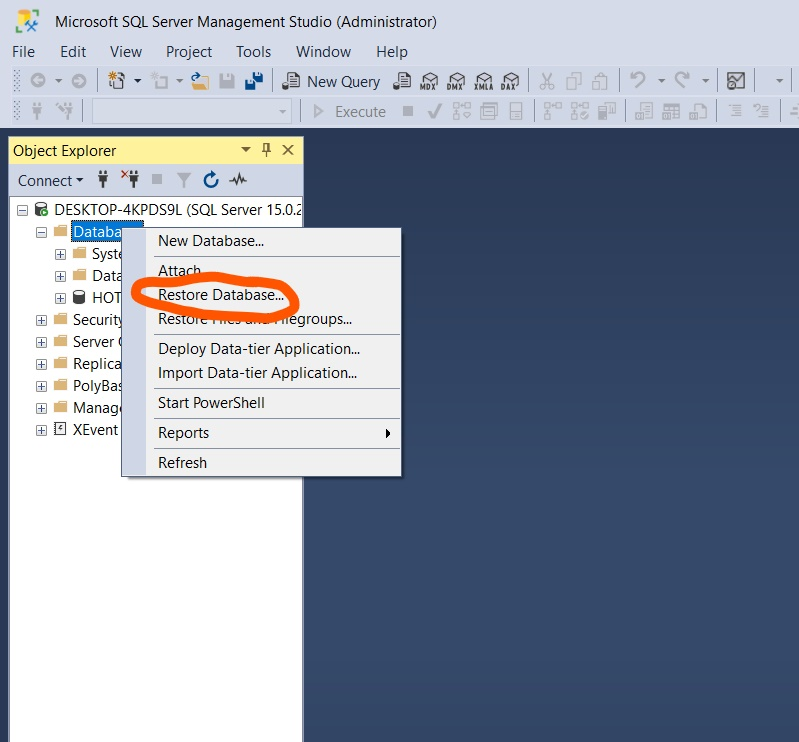 Microsoft SQL Server Management Studio (Administrator)
File Edit View Project Tools Window Help
New Query MDX DMX XMLA DAX
Execute
Object Explorer
Connect
DESKTOP-4KPDS9L (SQL Server 15.0.2
Databa
Syste
Data
HOT
Security
Server
Replica
PolyBas
Manag
XEvent
New Database...
Attach
Restore Database...
Restore Files and Filegroups...
Deploy Data-tier Application...
Import Data-tier Application...
Start PowerShell
Reports
Refresh